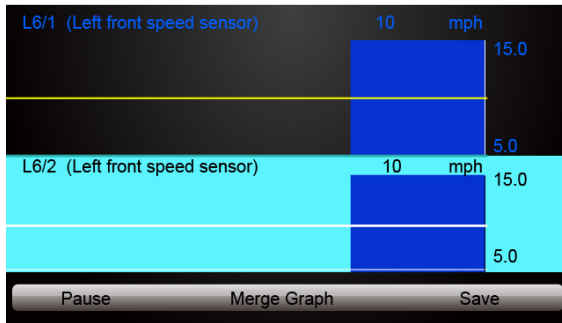 L6/1 (Left front speed sensor) 10 mph
15.0
5.0
L6/2 (Left front speed sensor) 10 mph
15.0
5.0
Pause Merge Graph Save